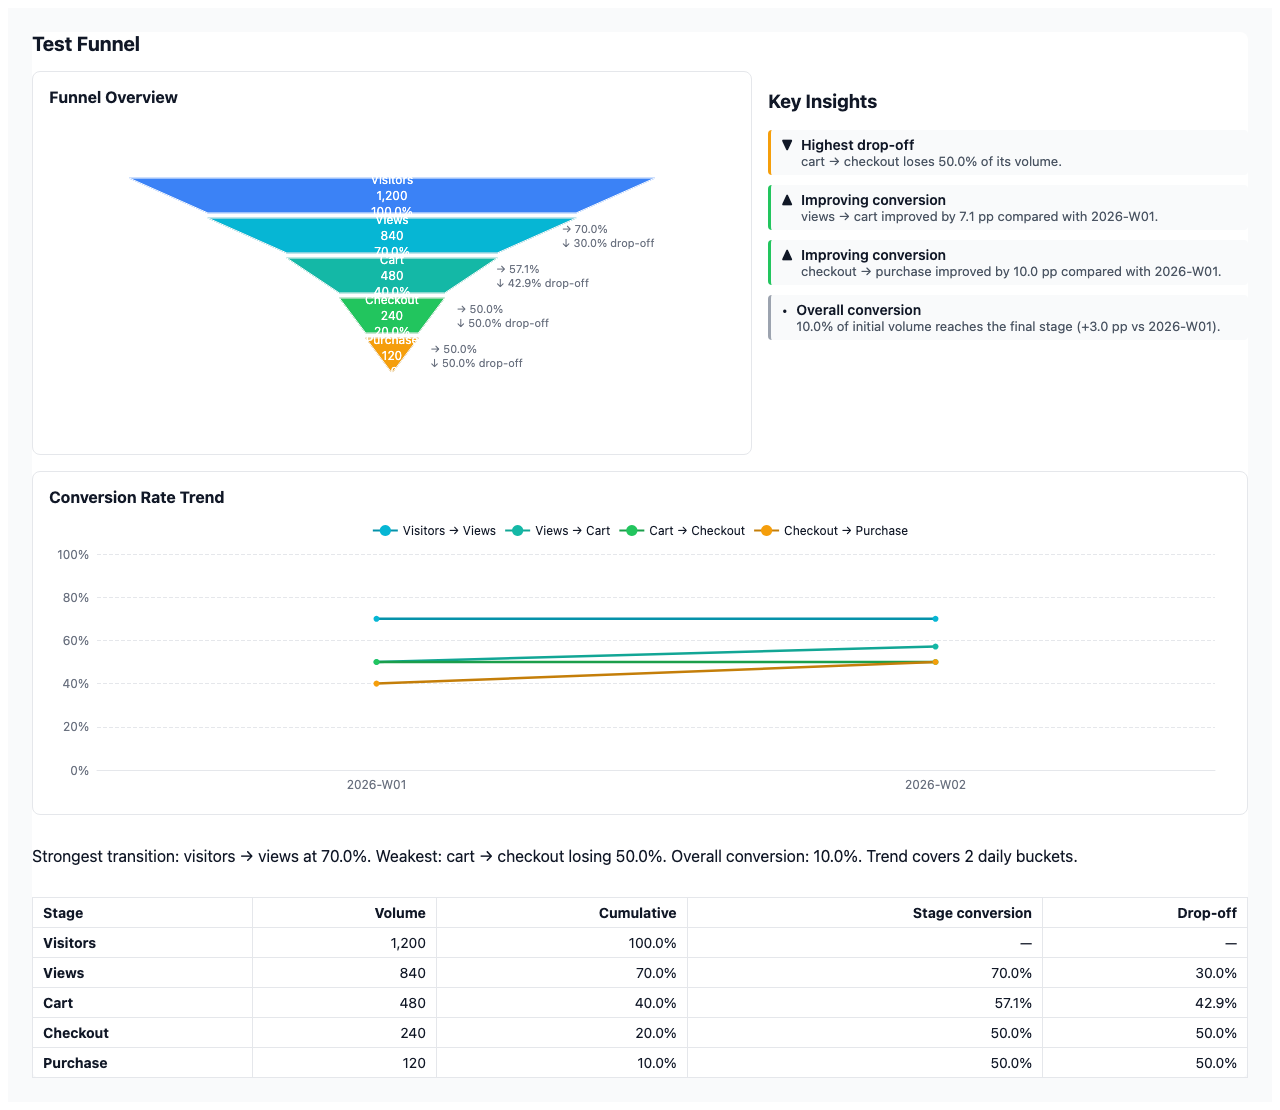 Test Funnel
Funnel Overview
Visitors
1,200
100.0%
Views
840
70.0%
Cart
480
40.0%
Checkout
240
20.0%
Purchase
120
→ 70.0%
↓ 30.0% drop-off
→ 57.1%
↓ 42.9% drop-off
→ 50.0%
↓ 50.0% drop-off
→ 50.0%
↓ 50.0% drop-off
Key Insights
▼ Highest drop-off
cart → checkout loses 50.0% of its volume.
▲ Improving conversion
views → cart improved by 7.1 pp compared with 2026-W01.
▲ Improving conversion
checkout → purchase improved by 10.0 pp compared with 2026-W01.
• Overall conversion
10.0% of initial volume reaches the final stage (+3.0 pp vs 2026-W01).
Conversion Rate Trend
Visitors → Views Views → Cart Cart → Checkout Checkout → Purchase
100%
80%
60%
40%
20%
0%
2026-W01 2026-W02
Strongest transition: visitors → views at 70.0%. Weakest: cart → checkout losing 50.0%. Overall conversion: 10.0%. Trend covers 2 daily buckets.
Stage Volume Cumulative Stage conversion Drop-off
Visitors 1,200 100.0% — —
Views 840 70.0% 70.0% 30.0%
Cart 480 40.0% 57.1% 42.9%
Checkout 240 20.0% 50.0% 50.0%
Purchase 120 10.0% 50.0% 50.0%